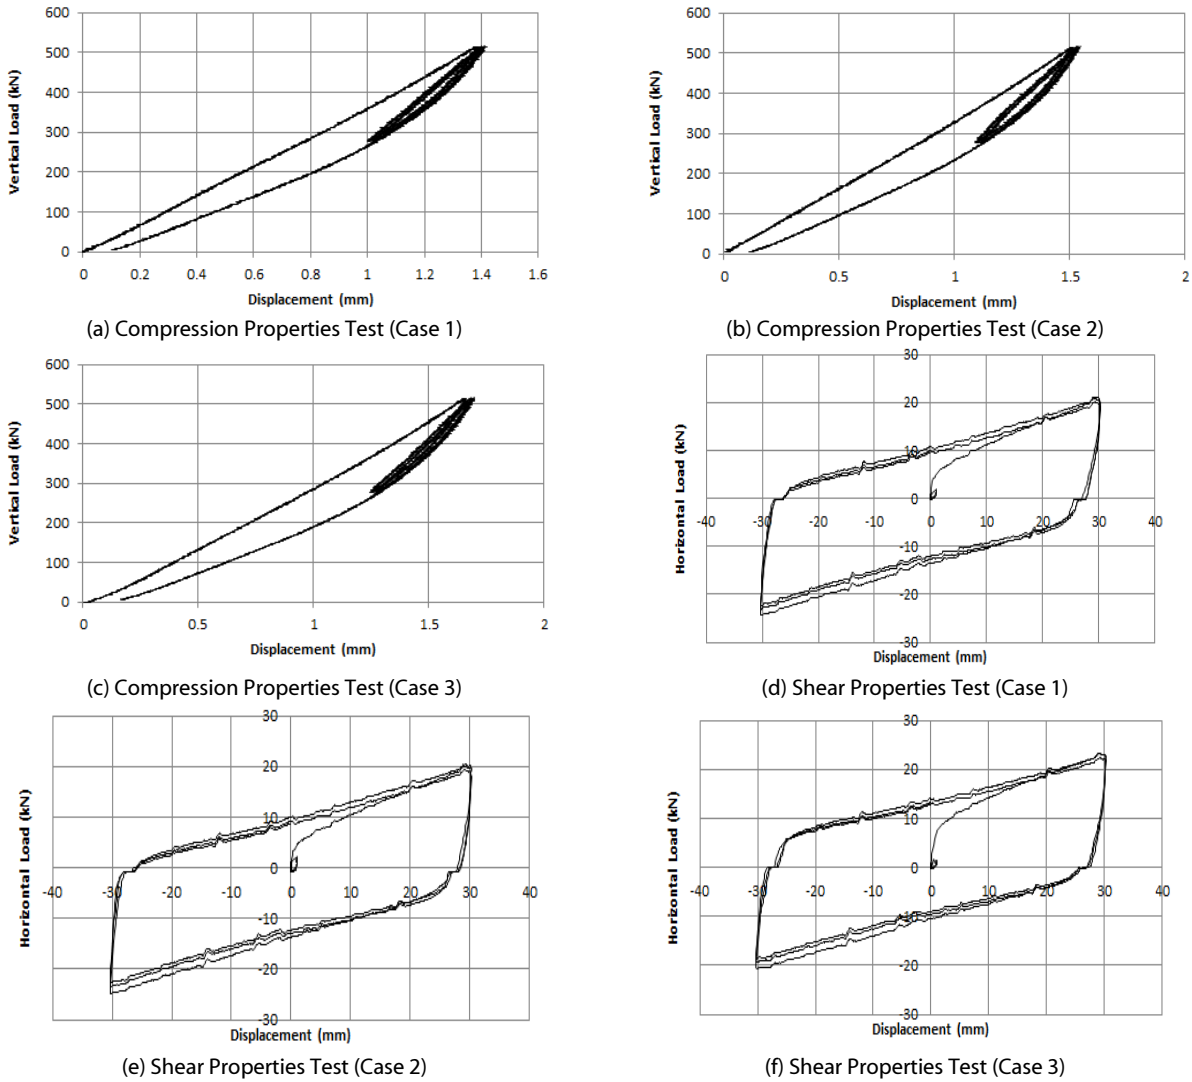 600
500
400
300
200
100
0
Vertical Load (kN)
0 0.2 0.4 0.6 0.8 1 1.2 1.4 1.6
Displacement (mm)
(a) Compression Properties Test (Case 1)
600
500
400
300
200
100
0
Vertical Load (kN)
0 0.5 1 1.5 2
Displacement (mm)
(b) Compression Properties Test (Case 2)
600
500
400
300
200
100
0
Vertical Load (kN)
0 0.5 1 1.5 2
Displacement (mm)
(c) Compression Properties Test (Case 3)
30
20
10
0
-40 -30 -20 -10 0 10 20 30 40
-10
-20
-30
Horizontal Load (kN)
Displacement (mm)
(d) Shear Properties Test (Case 1)
30
20
10
0
-40 -30 -20 -10 0 10 20 30 40
-10
-20
-30
Horizontal Load (kN)
Displacement (mm)
(e) Shear Properties Test (Case 2)
30
20
10
0
-40 -30 -20 -10 0 10 20 30 40
-10
-20
-30
Horizontal Load (kN)
Displacement (mm)
(f) Shear Properties Test (Case 3)